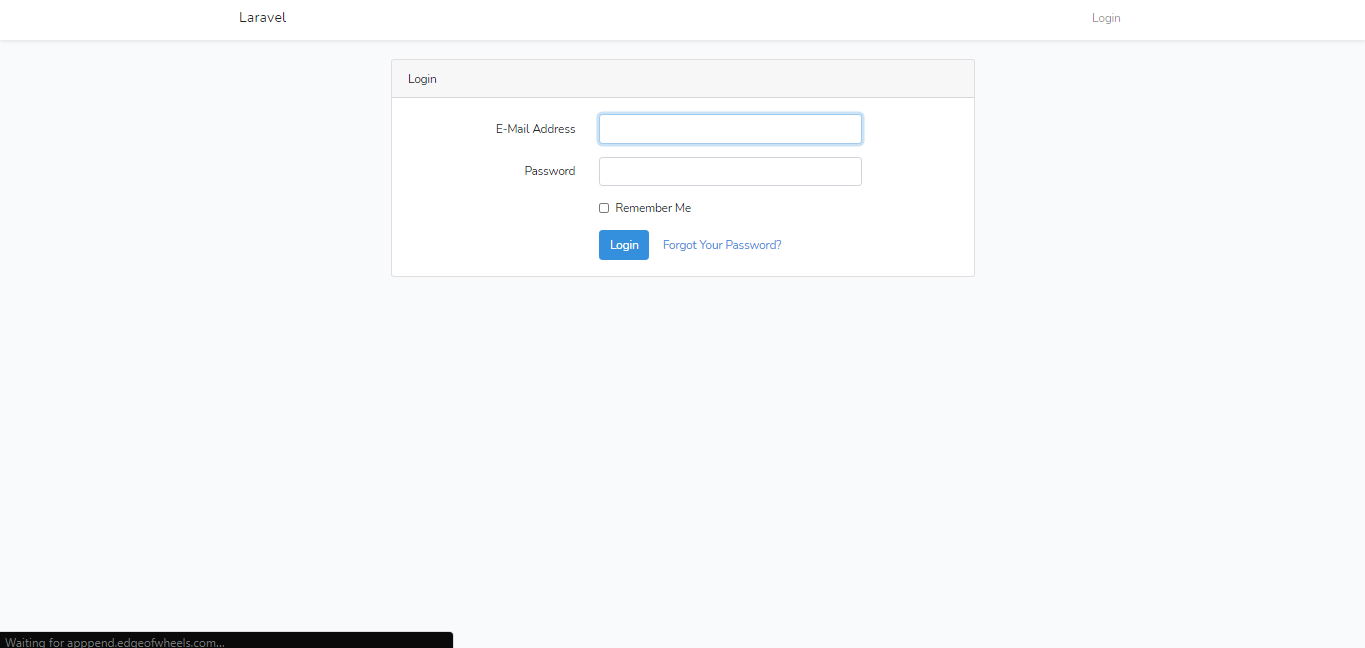 Laravel
Login
Login
E-Mail Address
Password
Remember Me
Login
Forgot Your Password?
Waiting for apppend.edgeofwheels.com...